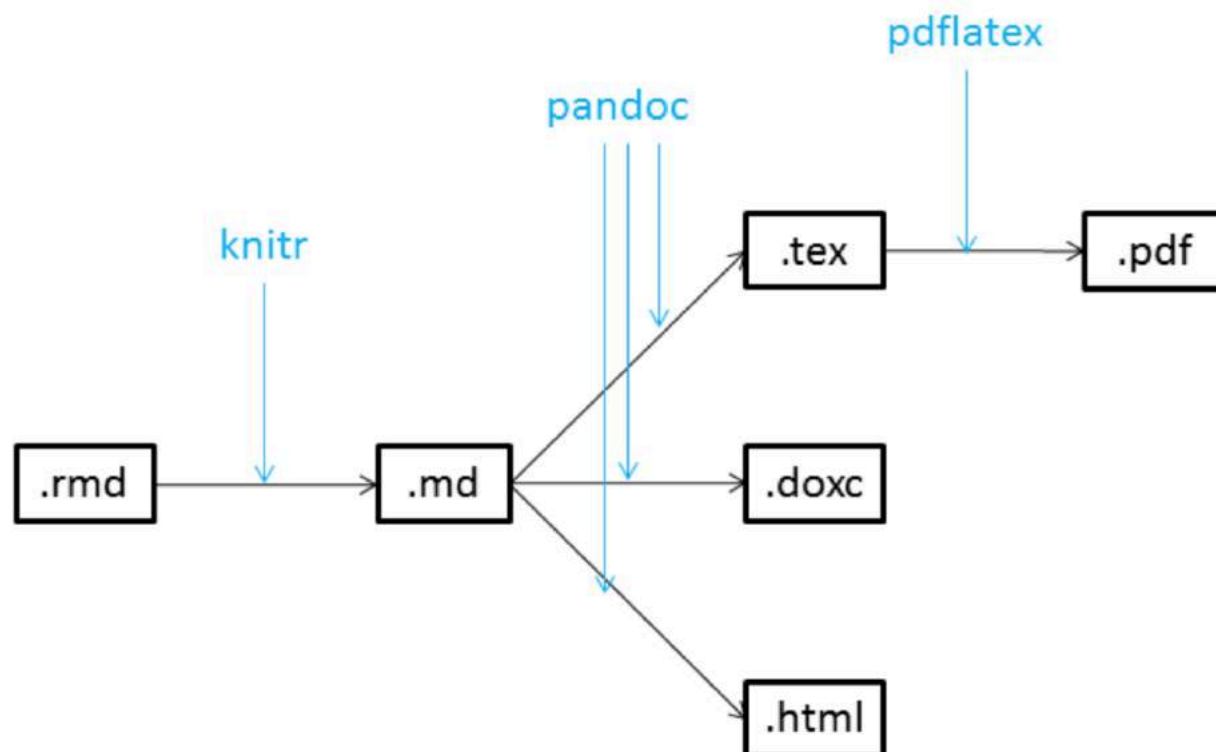 pdflatex
pandoc
knitr
.tex
.pdf
.rmd
.md
.doxc
.html